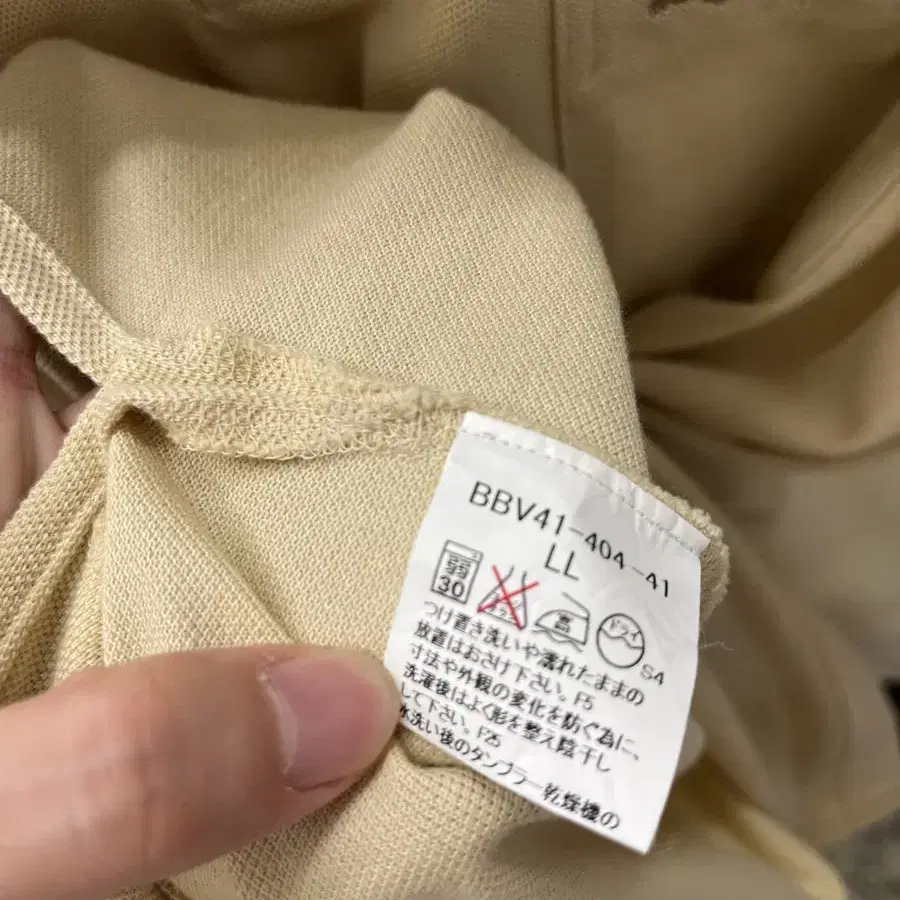 BBV41-404-41
LL
弱 30 高 ドライ S4
つけ置き洗いや濡れたままの
放置はおさけ下さい。F5
寸法や外観の変化を防ぐ為に、
洗濯後はよく形を整え陰干し
して下さい。F25
水洗い後のタンブラー乾燥機の